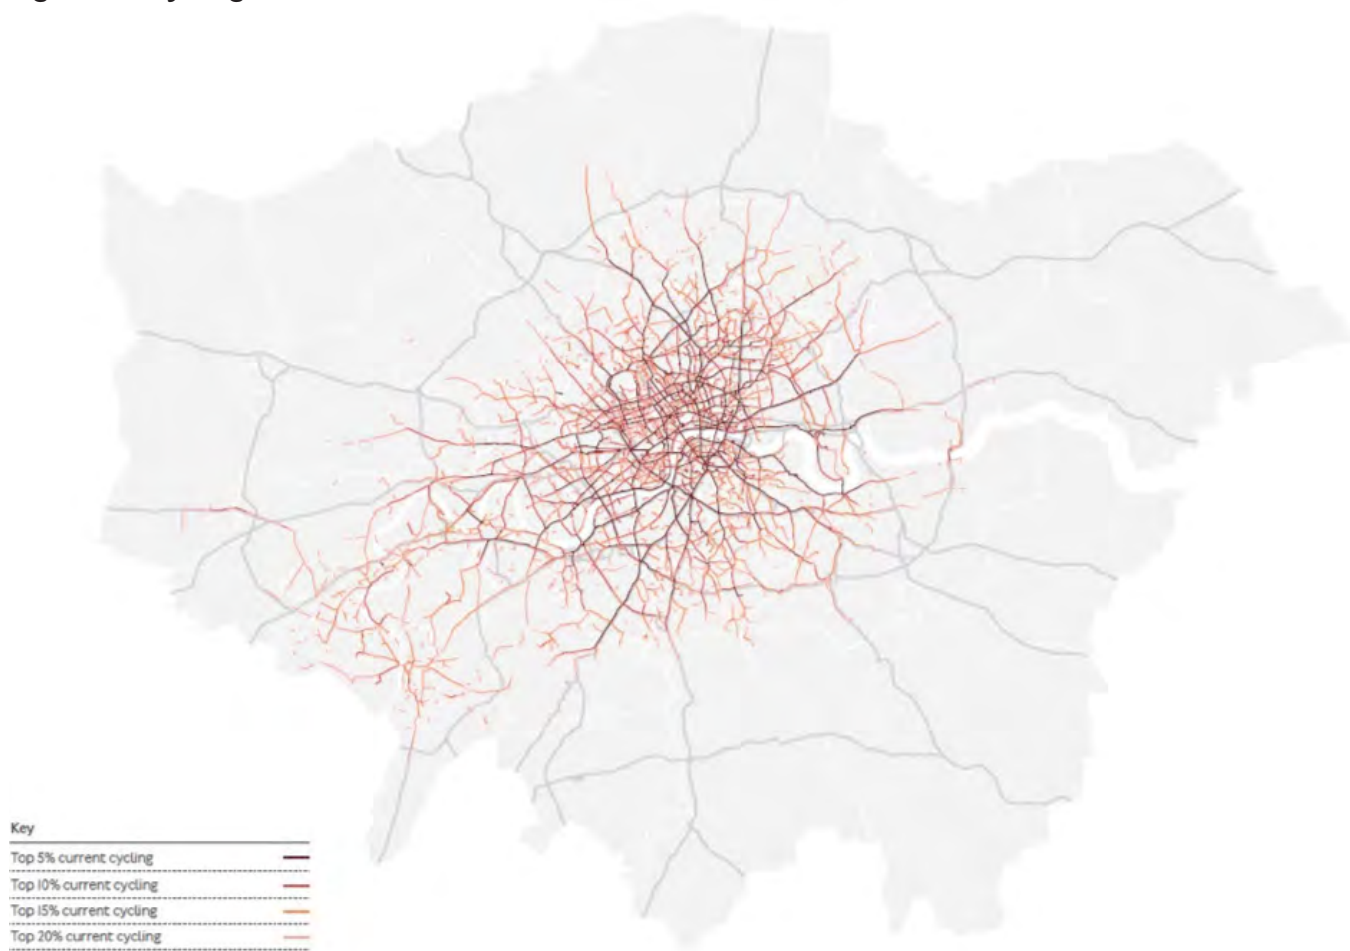 Key
Top 5% current cycling
Top 10% current cycling
Top 15% current cycling
Top 20% current cycling